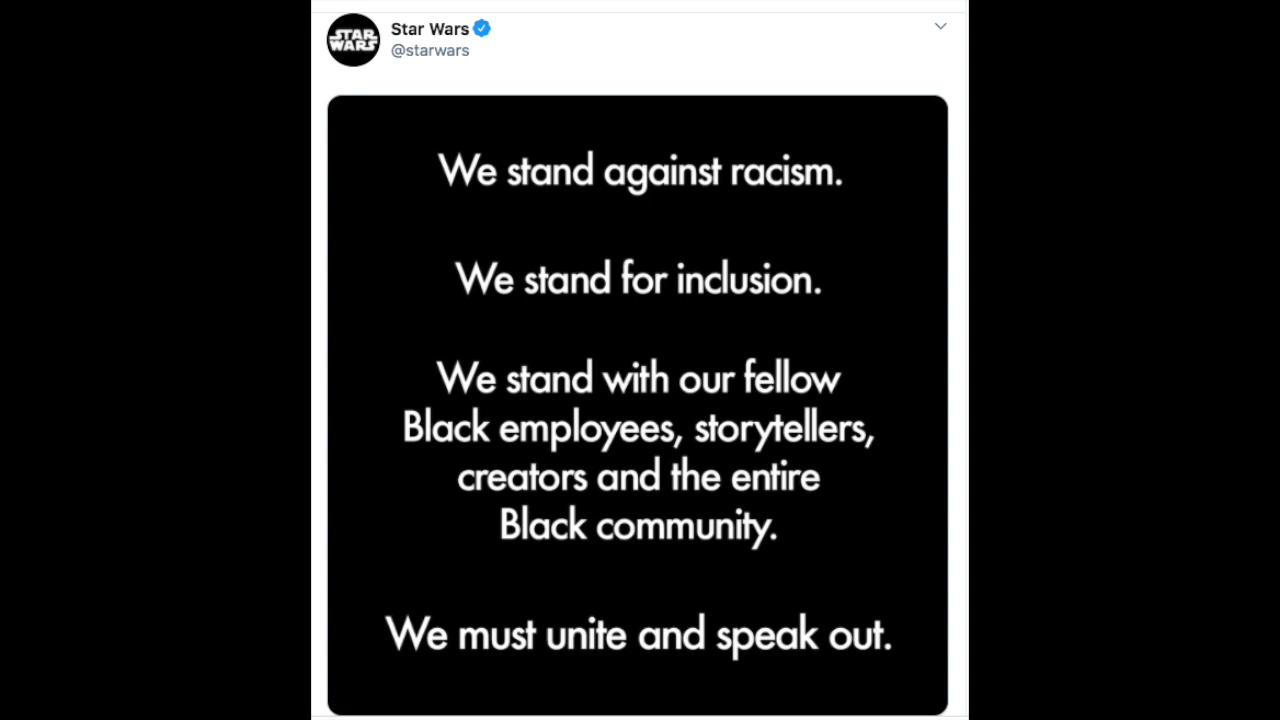 STAR
WARS
Star Wars
@starwars
We stand against racism.
We stand for inclusion.
We stand with our fellow
Black employees, storytellers,
creators and the entire
Black community.
We must unite and speak out.